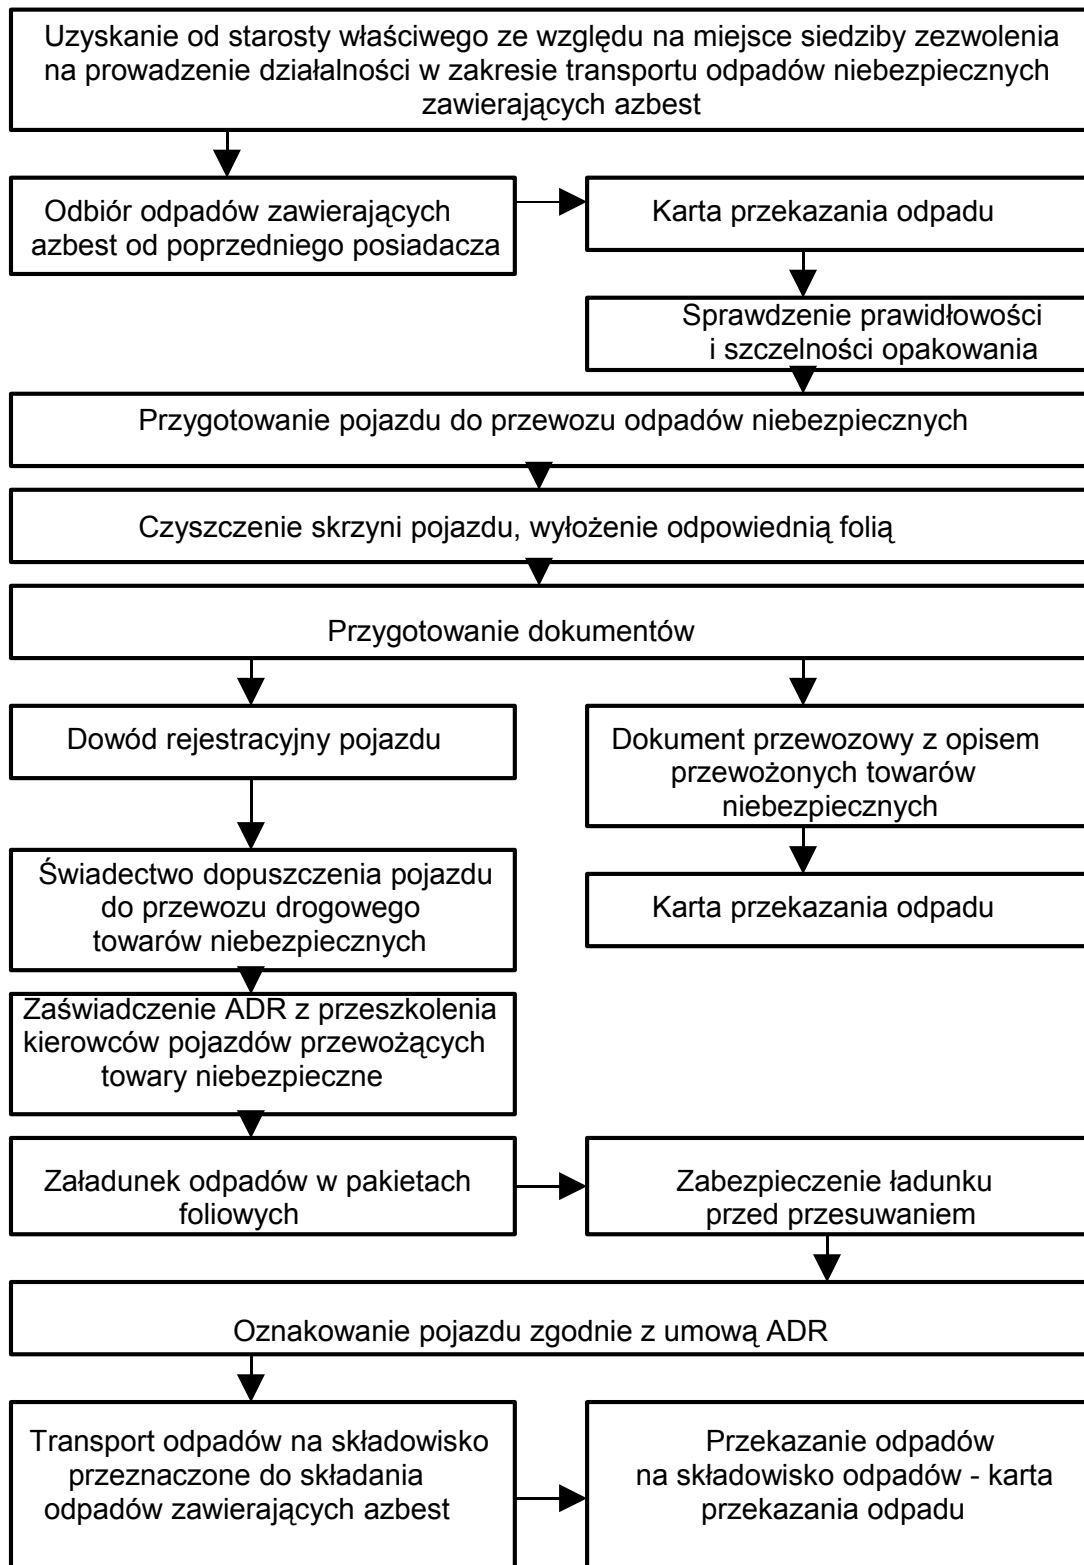 Uzyskanie od starosty właściwego ze względu na miejsce siedziby zezwolenia
na prowadzenie działalności w zakresie transportu odpadów niebezpiecznych
zawierających azbest
Odbiór odpadów zawierających
azbest od poprzedniego posiadacza
Karta przekazania odpadu
Sprawdzenie prawidłowości
i szczelności opakowania
Przygotowanie pojazdu do przewozu odpadów niebezpiecznych
Czyszczenie skrzyni pojazdu, wyłożenie odpowiednią folią
Przygotowanie dokumentów
Dowód rejestracyjny pojazdu
Dokument przewozowy z opisem
przewożonych towarów
niebezpiecznych
Świadectwo dopuszczenia pojazdu
do przewozu drogowego
towarów niebezpiecznych
Karta przekazania odpadu
Zaświadczenie ADR z przeszkolenia
kierowców pojazdów przewożących
towary niebezpieczne
Załadunek odpadów w pakietach
foliowych
Zabezpieczenie ładunku
przed przesuwaniem
Oznakowanie pojazdu zgodnie z umową ADR
Transport odpadów na składowisko
przeznaczone do składania
odpadów zawierających azbest
Przekazanie odpadów
na składowisko odpadów - karta
przekazania odpadu